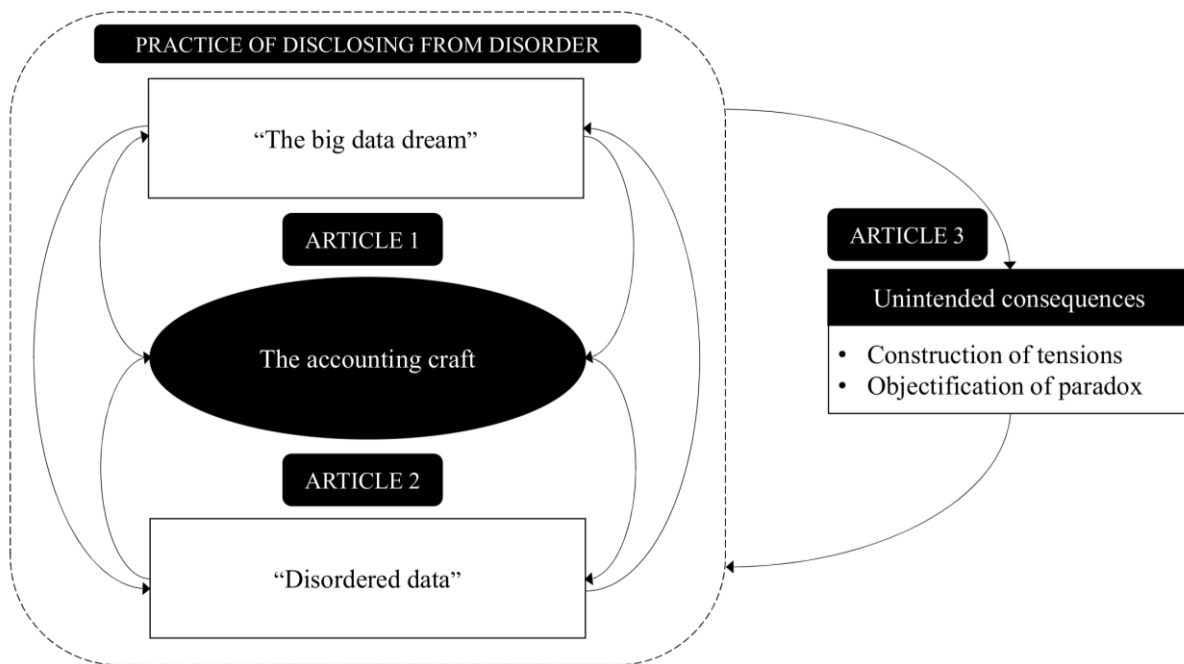 PRACTICE OF DISCLOSING FROM DISORDER
“The big data dream”
ARTICLE 1
The accounting craft
ARTICLE 2
“Disordered data”
ARTICLE 3
Unintended consequences
• Construction of tensions
• Objectification of paradox